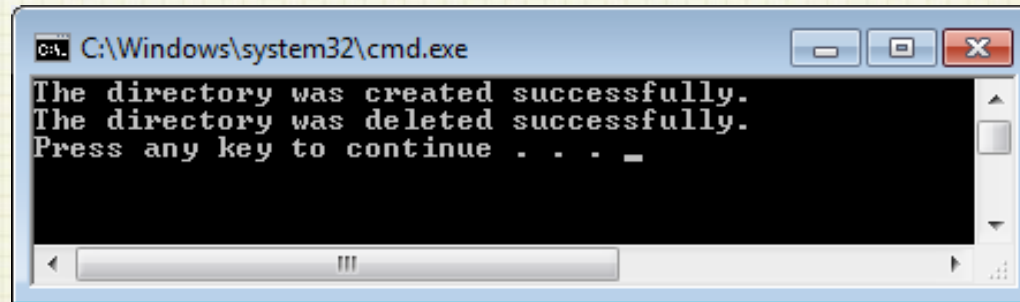 C:\Windows\system32\cmd.exe
The directory was created successfully.
The directory was deleted successfully.
Press any key to continue . . . _